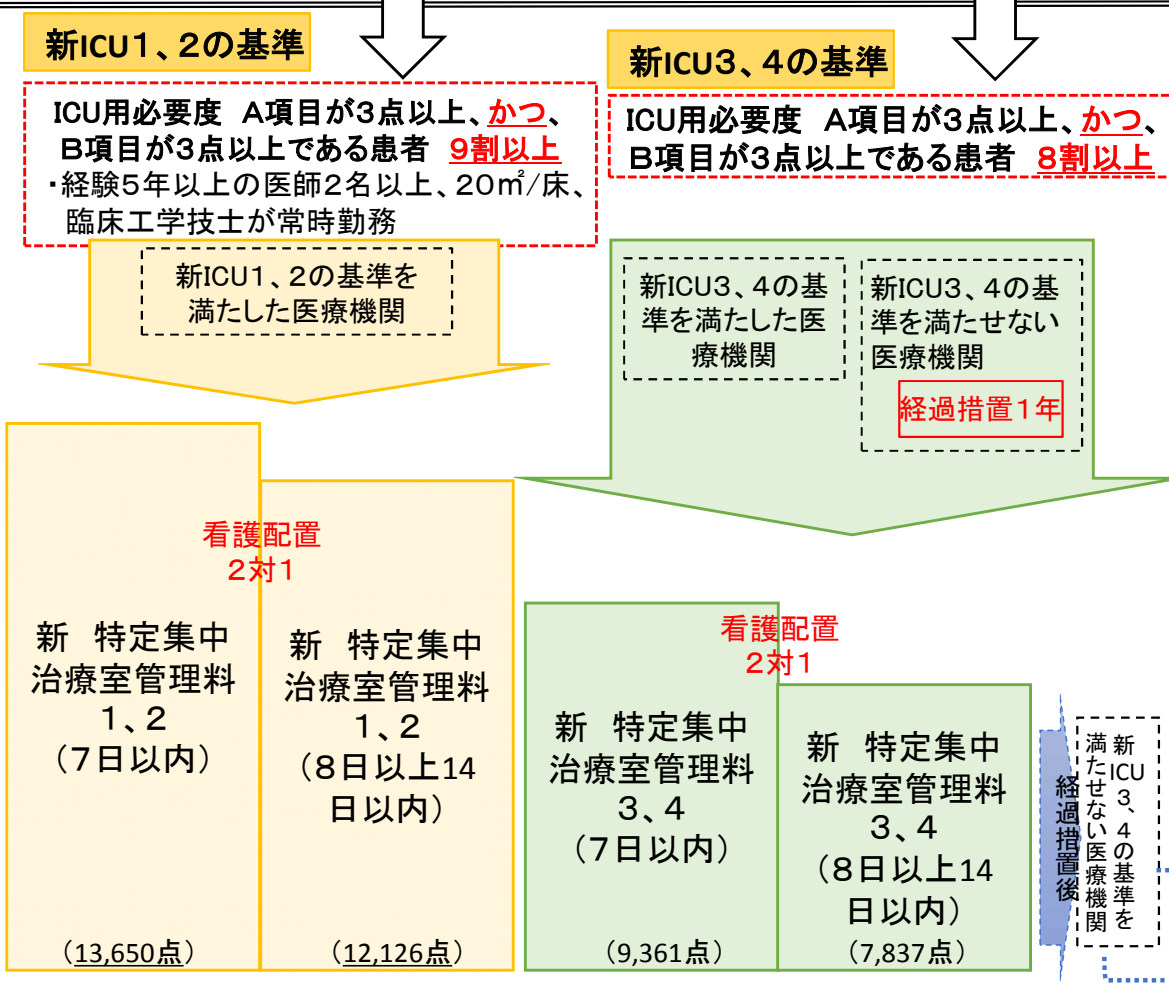 新ICU１、２の基準
ICU用必要度　A項目が３点以上、かつ、
B項目が３点以上である患者　９割以上
・経験５年以上の医師２名以上、２０㎡/床、
臨床工学技士が常時勤務
新ICU１、２の基準を
満たした医療機関
新ICU３、４の基準
ICU用必要度　A項目が３点以上、かつ、
B項目が３点以上である患者　８割以上
新ICU３、４の基
準を満たした医
療機関
新ICU３、４の基
準を満たせない
医療機関
経過措置１年
看護配置
２対１
新　特定集中
治療室管理料
１、２
（７日以内）
（13,650点）
新　特定集中
治療室管理料
１、２
（８日以上14
日以内）
（12,126点）
看護配置
２対１
新　特定集中
治療室管理料
３、４
（７日以内）
（9,361点）
新　特定集中
治療室管理料
３、４
（８日以上14
日以内）
（7,837点）
経過措置後
新ICU３、４の基準を
満たせない医療機関